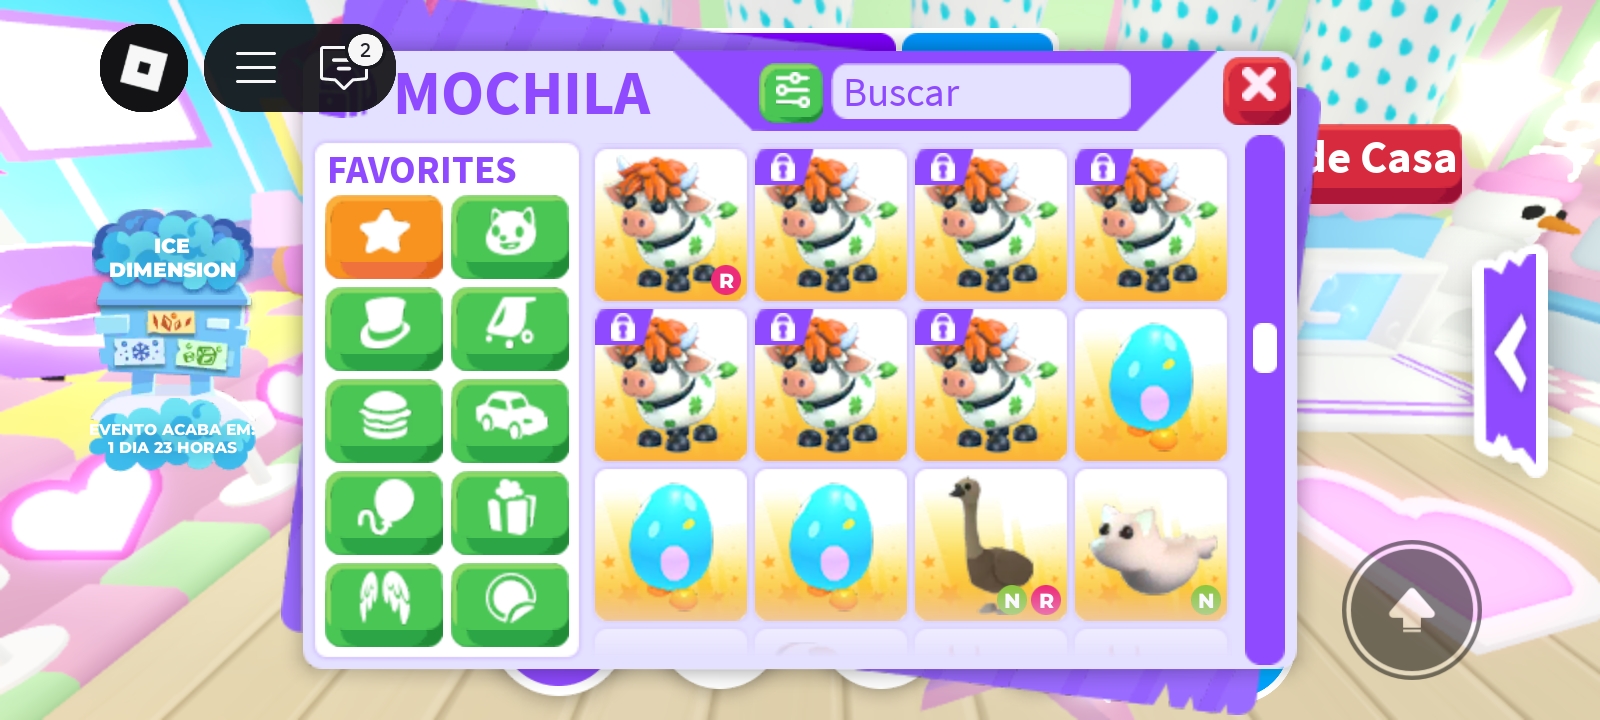 2
MOCHILA
Buscar
FAVORITES
de Casa
ICE
DIMENSION
EVENTO ACABA EM:
1 DIA 23 HORAS
R
N R
N